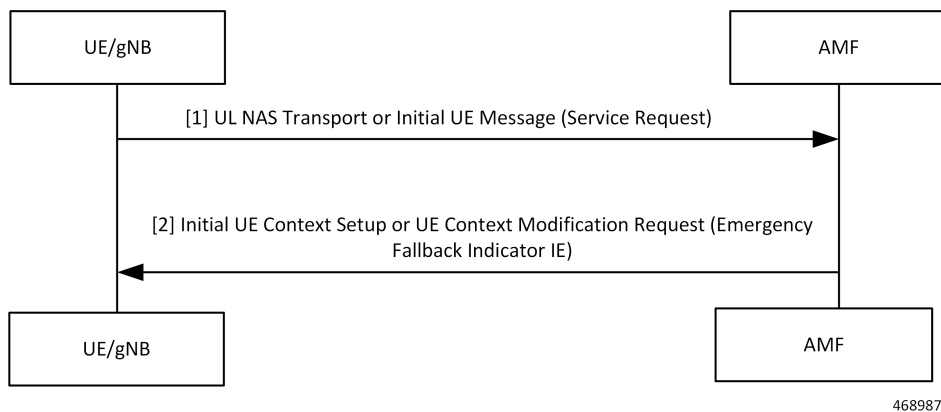 UE/gNB
AMF
[1] UL NAS Transport or Initial UE Message (Service Request)
[2] Initial UE Context Setup or UE Context Modification Request (Emergency
Fallback Indicator IE)
UE/gNB
AMF
468987